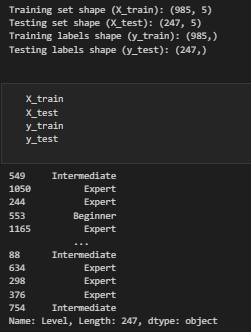 Training set shape (X_train): (985, 5)
Testing set shape (X_test): (247, 5)
Training labels shape (y_train): (985,)
Testing labels shape (y_test): (247,)
X_train
X_test
y_train
y_test
549 Intermediate
1050 Expert
244 Expert
553 Beginner
1165 Expert
...
88 Intermediate
634 Expert
298 Expert
376 Expert
754 Intermediate
Name: Level, Length: 247, dtype: object